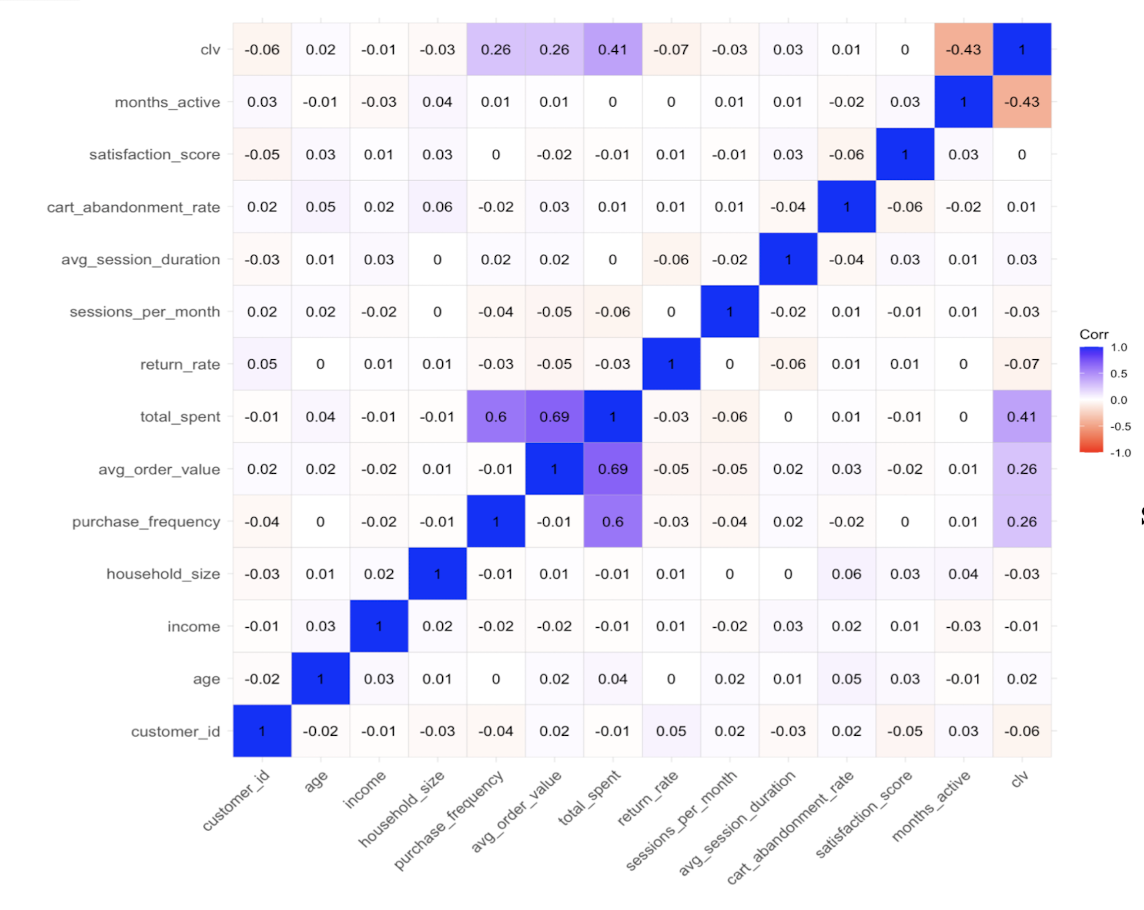 clv -0.06 0.02 -0.01 -0.03 0.26 0.26 0.41 -0.07 -0.03 0.03 0.01 0 -0.43 1
months_active 0.03 -0.01 -0.03 0.04 0.01 0.01 0 0 0.01 0.01 -0.02 0.03 1 -0.43
satisfaction_score -0.05 0.03 0.01 0.03 0 -0.02 -0.01 0.01 -0.01 0.03 -0.06 1 0.03 0
cart_abandonment_rate 0.02 0.05 0.02 0.06 -0.02 0.03 0.01 0.01 0.01 -0.04 1 -0.06 -0.02 0.01
avg_session_duration -0.03 0.01 0.03 0 0.02 0.02 0 -0.06 -0.02 1 -0.04 0.03 0.01 0.03
sessions_per_month 0.02 0.02 -0.02 0 -0.04 -0.05 -0.06 0 1 -0.02 0.01 -0.01 0.01 -0.03
return_rate 0.05 0 0.01 0.01 -0.03 -0.05 -0.03 1 0 -0.06 0.01 0.01 0 -0.07
total_spent -0.01 0.04 -0.01 -0.01 0.6 0.69 1 -0.03 -0.06 0 0.01 -0.01 0 0.41
avg_order_value 0.02 0.02 -0.02 0.01 -0.01 1 0.69 -0.05 -0.05 0.02 0.03 -0.02 0.01 0.26
purchase_frequency -0.04 0 -0.02 -0.01 1 -0.01 0.6 -0.03 -0.04 0.02 -0.02 0 0.01 0.26
household_size -0.03 0.01 0.02 1 -0.01 0.01 -0.01 0.01 0 0 0.06 0.03 0.04 -0.03
income -0.01 0.03 1 0.02 -0.02 -0.02 -0.01 0.01 -0.02 0.03 0.02 0.01 -0.03 -0.01
age -0.02 1 0.03 0.01 0 0.02 0.04 0 0.02 0.01 0.05 0.03 -0.01 0.02
customer_id 1 -0.02 -0.01 -0.03 -0.04 0.02 -0.01 0.05 0.02 -0.03 0.02 -0.05 0.03 -0.06
customer_id age income household_size purchase_frequency avg_order_value total_spent return_rate sessions_per_month avg_session_duration cart_abandonment_rate satisfaction_score months_active clv
Corr
1.0
0.5
0.0
-0.5
-1.0